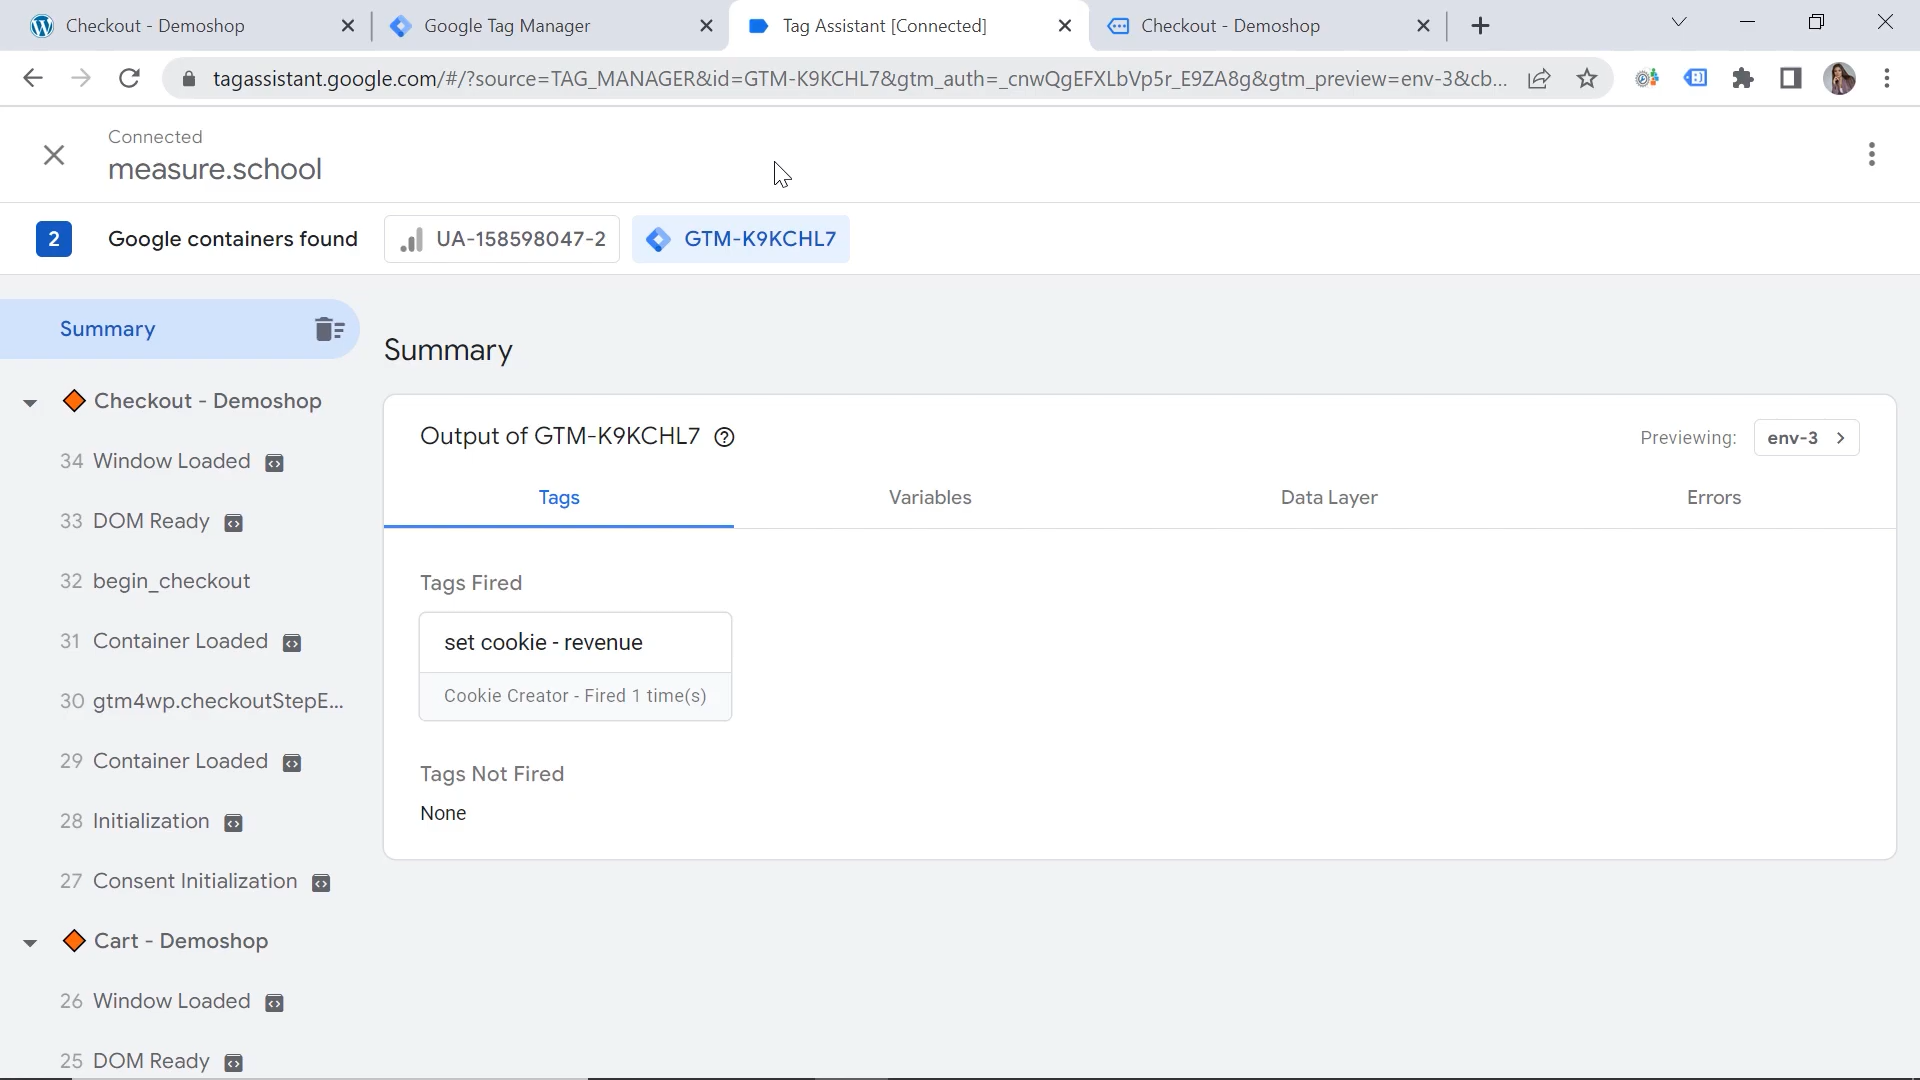 Checkout - Demoshop
Google Tag Manager
Tag Assistant [Connected]
Checkout - Demoshop
tagassistant.google.com/#/?source=TAG_MANAGER&id=GTM-K9KCHL7&gtm_auth=_cnwQgEFXLbVp5r_E9ZA8g&gtm_preview=env-3&cb...
Connected
measure.school
2 Google containers found UA-158598047-2 GTM-K9KCHL7
Summary
Checkout - Demoshop
34 Window Loaded
33 DOM Ready
32 begin_checkout
31 Container Loaded
30 gtm4wp.checkoutStepE...
29 Container Loaded
28 Initialization
27 Consent Initialization
Cart - Demoshop
26 Window Loaded
25 DOM Ready
Summary
Output of GTM-K9KCHL7
Previewing: env-3
Tags Variables Data Layer Errors
Tags Fired
set cookie - revenue
Cookie Creator - Fired 1 time(s)
Tags Not Fired
None